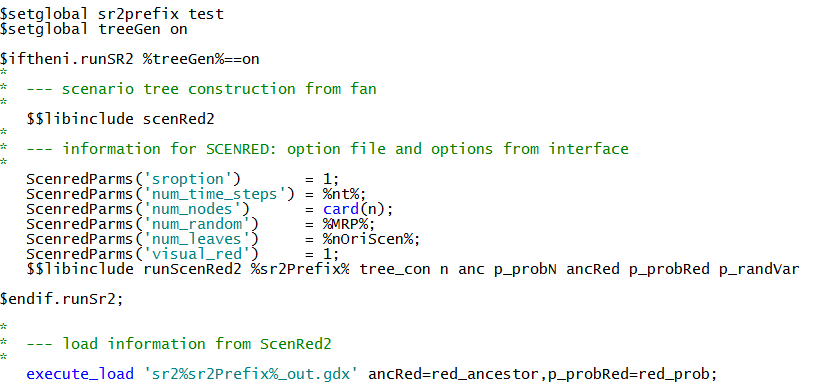 $setglobal sr2prefix test
$setglobal treeGen on
$iftheni.runSR2 %treeGen%==on
*
*  --- scenario tree construction from fan
*
   $$libinclude scenRed2
*
*  --- information for SCENRED: option file and options from interface
*
   ScenredParms('sroption')       = 1;
   ScenredParms('num_time_steps') = %nt%;
   ScenredParms('num_nodes')      = card(n);
   ScenredParms('num_random')     = %MRP%;
   ScenredParms('num_leaves')     = %nOriScen%;
   ScenredParms('visual_red')     = 1;
   $$libinclude runScenRed2 %sr2Prefix% tree_con n anc p_probN ancRed p_probRed p_randVar
$endif.runSr2;
*
*  --- load information from ScenRed2
*
   execute_load 'sr2%sr2Prefix%_out.gdx' ancRed=red_ancestor,p_probRed=red_prob;